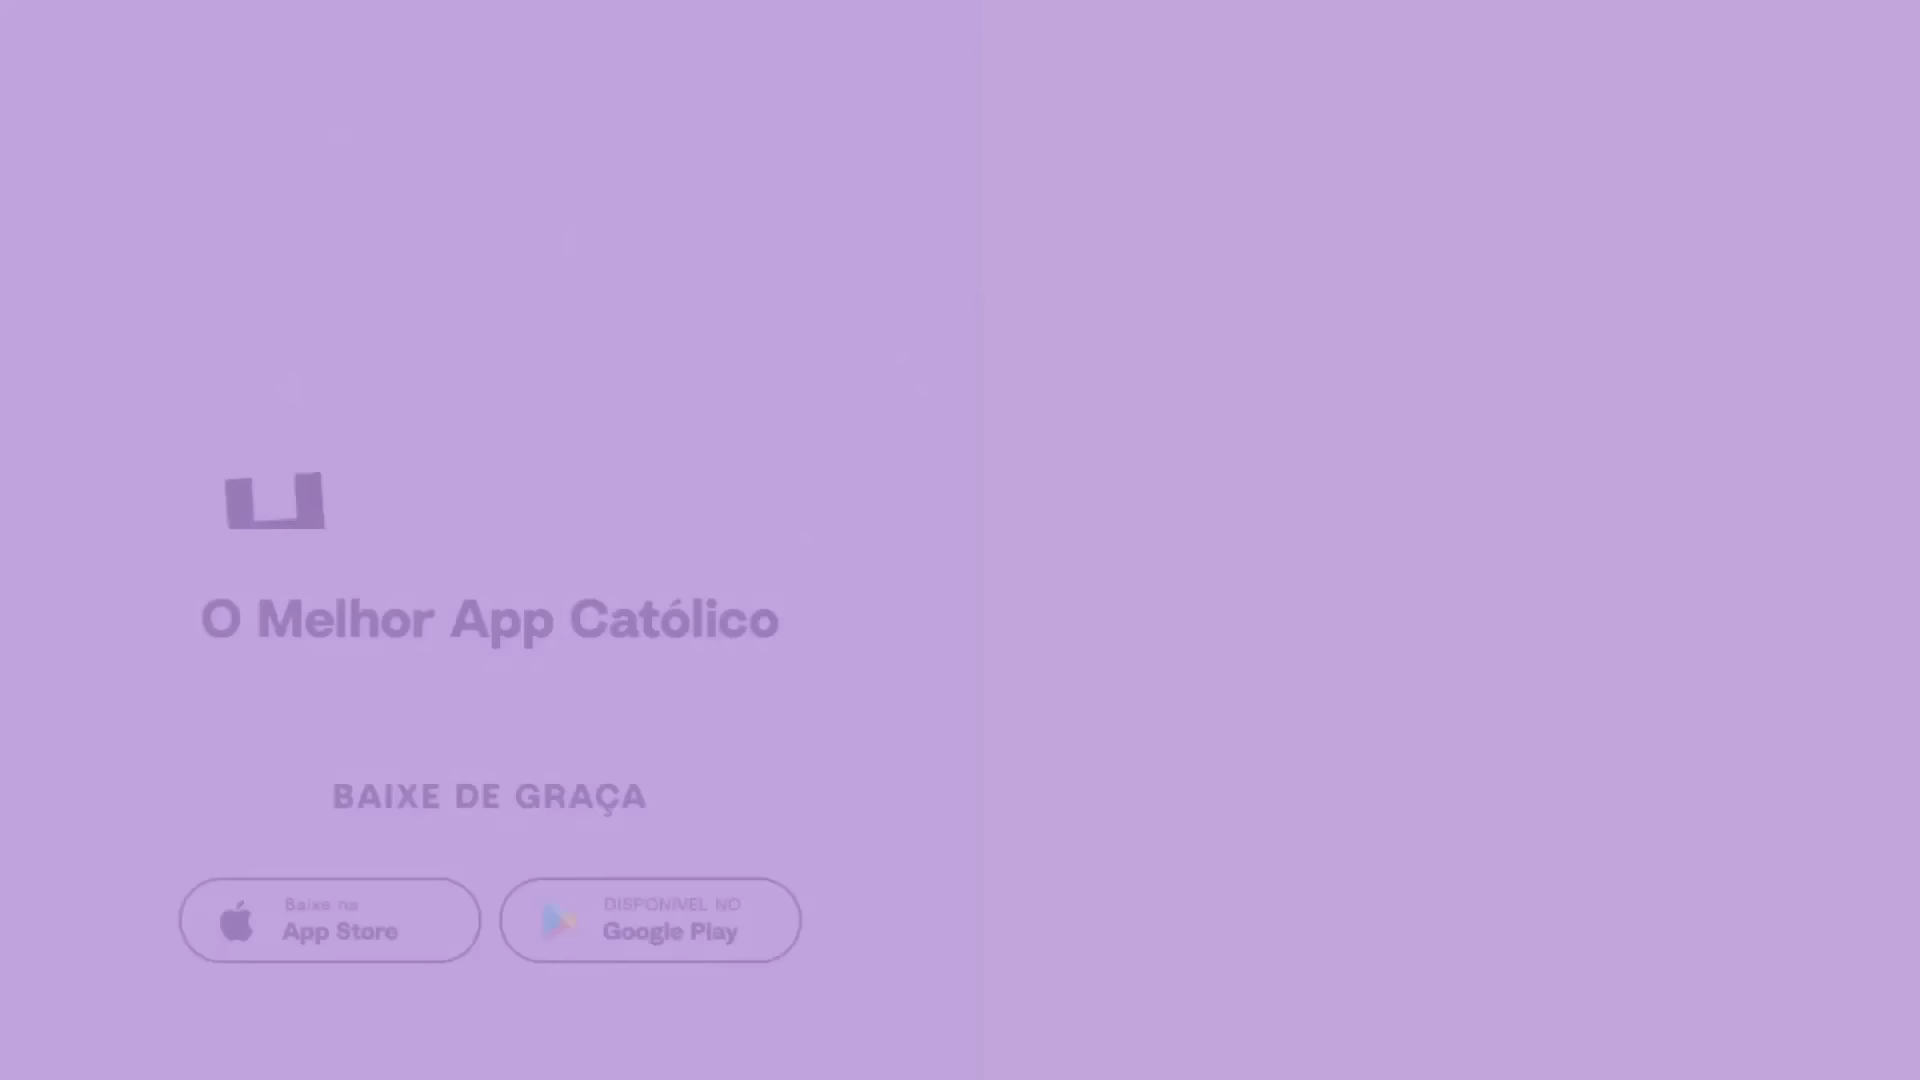 O Melhor App Católico
BAIXE DE GRAÇA
Baixe na
App Store
DISPONÍVEL NO
Google Play